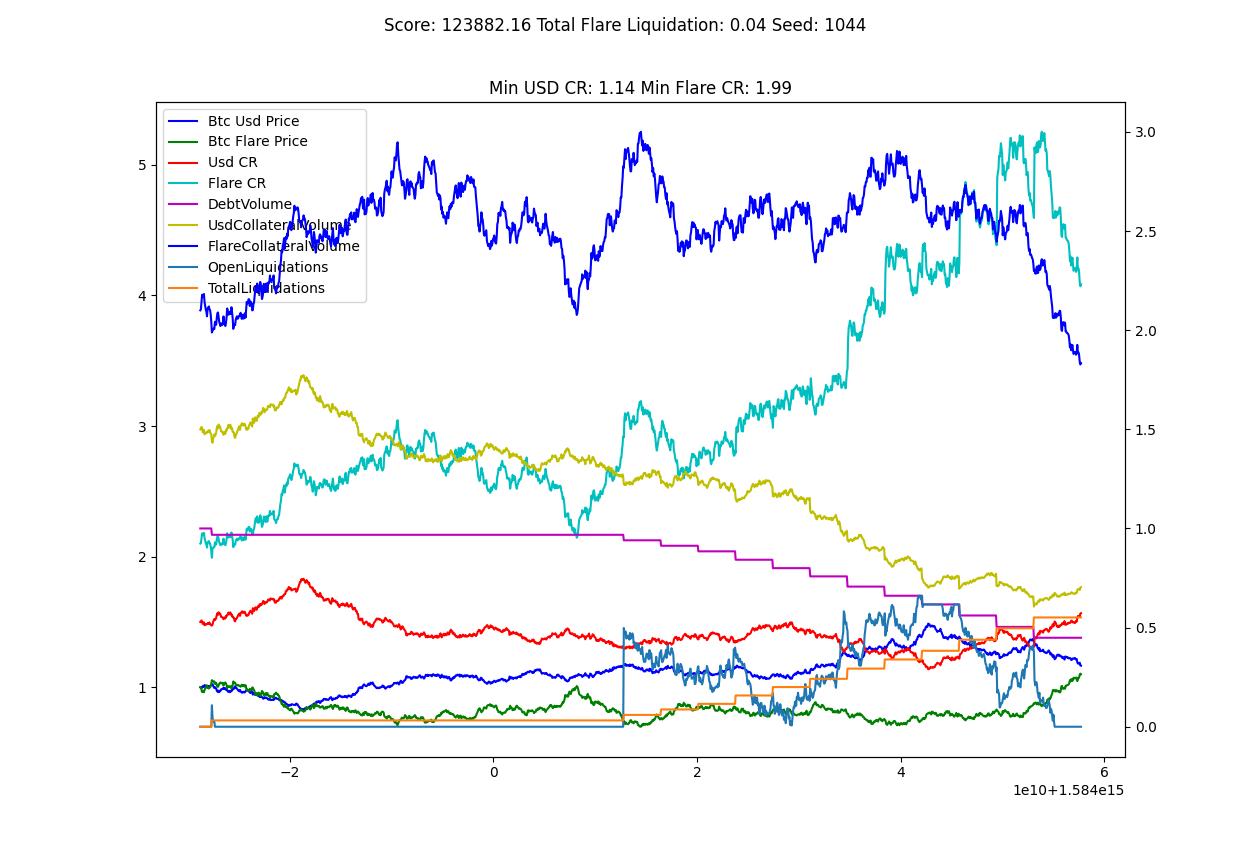 Score: 123882.16 Total Flare Liquidation: 0.04 Seed: 1044
Min USD CR: 1.14 Min Flare CR: 1.99
Btc Usd Price
Btc Flare Price
Usd CR
Flare CR
DebtVolume
UsdCollateralVolume
FlareCollateralVolume
OpenLiquidations
TotalLiquidations
5
4
3
2
1
3.0
2.5
2.0
1.5
1.0
0.5
0.0
−2
0
2
4
6
1e10+1.584e15